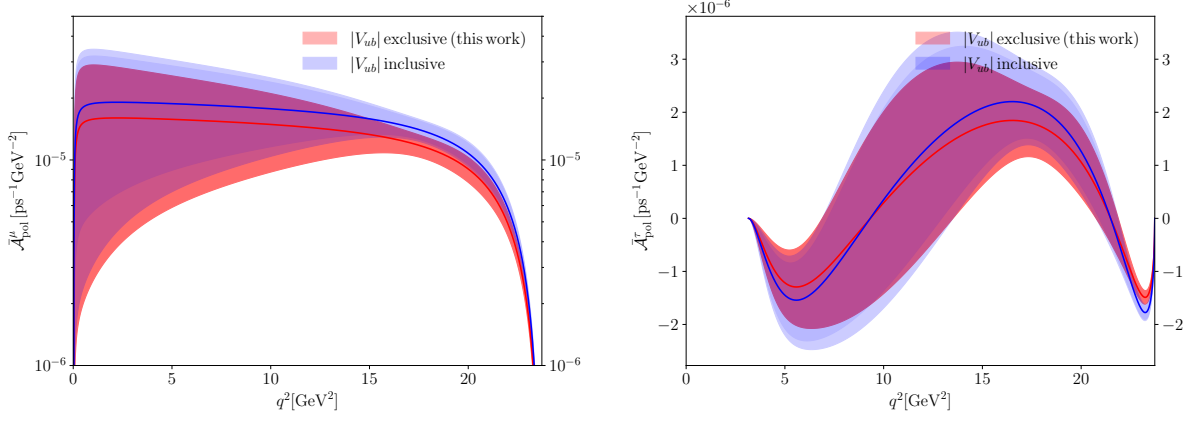 |V_ub| exclusive (this work)
|V_ub| inclusive
10^−5
10^−6
10^−5
10^−6
Ā^μ_pol [ps^−1 GeV^−2]
0 5 10 15 20
q^2[GeV^2]
×10^−6
|V_ub| exclusive (this work)
|V_ub| inclusive
3
2
1
0
−1
−2
3
2
1
0
−1
−2
Ā^τ_pol [ps^−1 GeV^−2]
0 5 10 15 20
q^2[GeV^2]